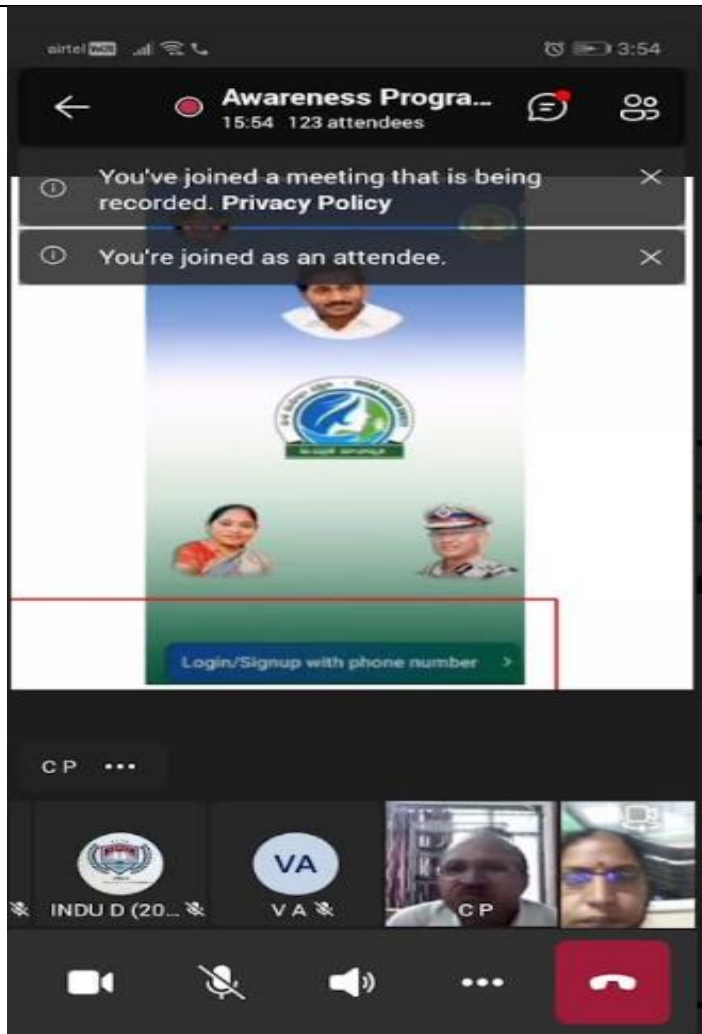 airtel
3:54
Awareness Progra...
15:54 123 attendees
You've joined a meeting that is being
recorded. Privacy Policy
You're joined as an attendee.
Login/Signup with phone number
C P
VA
INDU D (20...
V A
C P